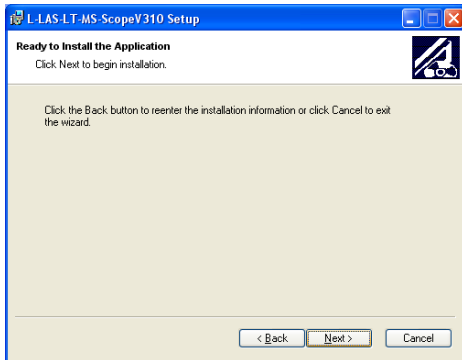 L-LAS-LT-MS-ScopeV310 Setup
Ready to Install the Application
Click Next to begin installation.
Click the Back button to reenter the installation information or click Cancel to exit
the wizard.
< Back
Next >
Cancel